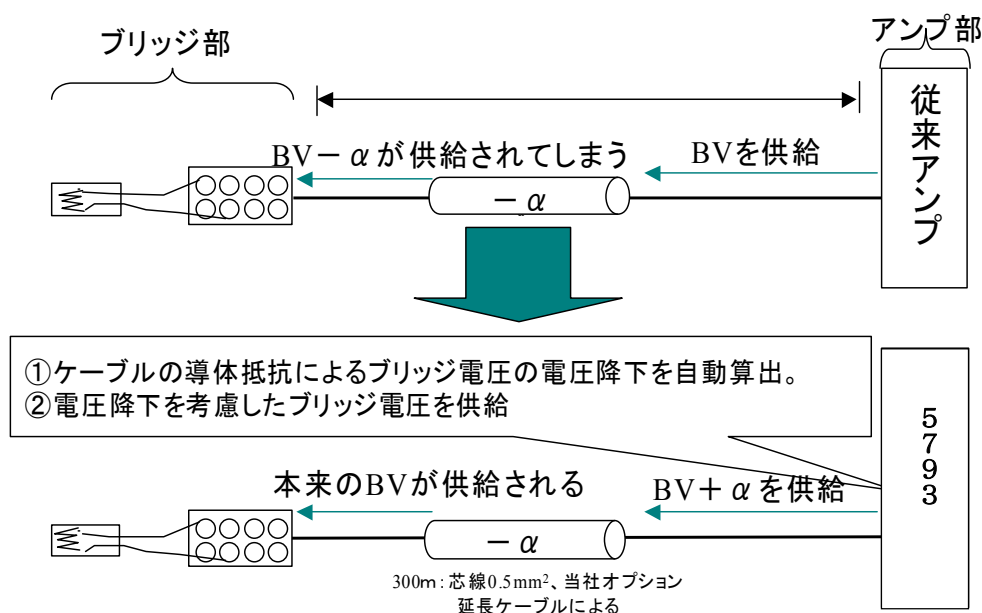 ブリッジ部
アンプ部
従来アンプ
BV－αが供給されてしまう
BVを供給
－α
①ケーブルの導体抵抗によるブリッジ電圧の電圧降下を自動算出。
②電圧降下を考慮したブリッジ電圧を供給
5793
本来のBVが供給される
BV＋αを供給
－α
300m：芯線0.5mm²、当社オプション
延長ケーブルによる